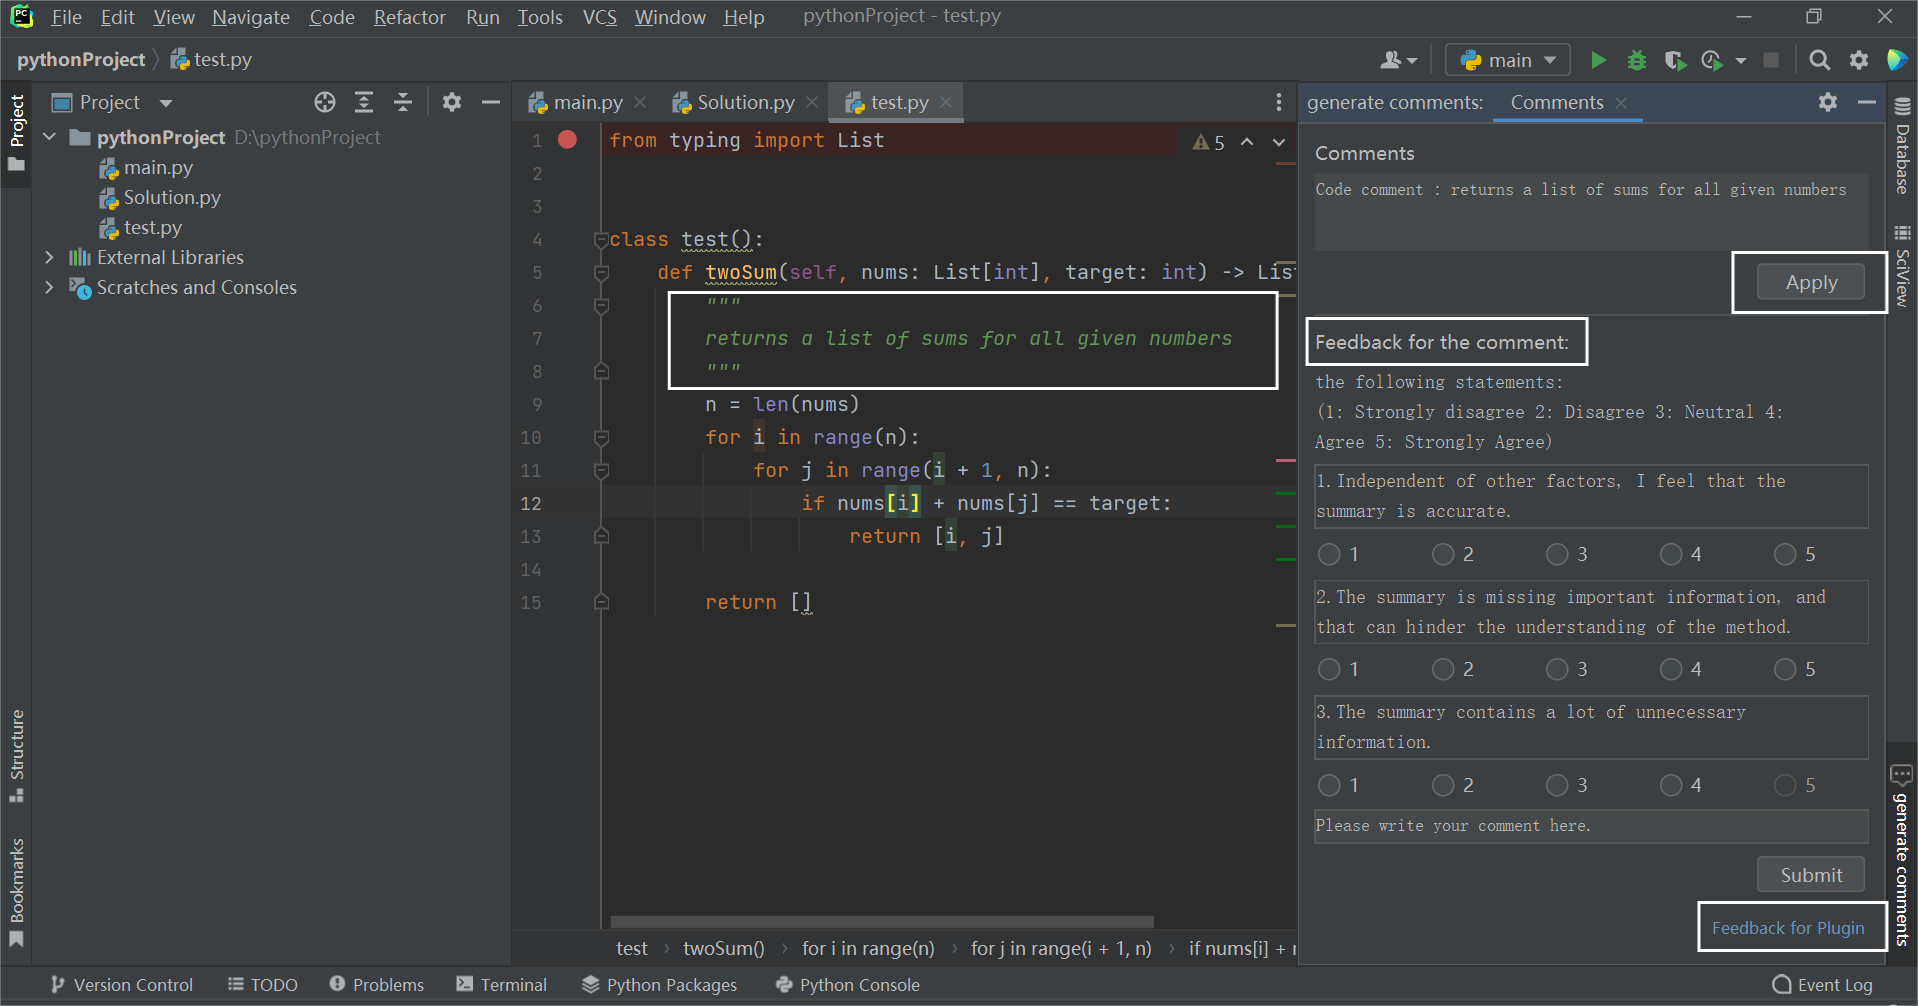 PC File Edit View Navigate Code Refactor Run Tools VCS Window Help pythonProject - test.py
pythonProject test.py main
Project
Project
pythonProject D:\pythonProject
main.py
Solution.py
test.py
External Libraries
Scratches and Consoles
Structure
Bookmarks
main.py Solution.py test.py
1 from typing import List 5
2
3
4 class test():
5 def twoSum(self, nums: List[int], target: int) -> List
6 """
7 returns a list of sums for all given numbers
8 """
9 n = len(nums)
10 for i in range(n):
11 for j in range(i + 1, n):
12 if nums[i] + nums[j] == target:
13 return [i, j]
14
15 return []
test twoSum() for i in range(n) for j in range(i + 1, n) if nums[i] +
generate comments: Comments
Comments
Code comment : returns a list of sums for all given numbers
Apply
Feedback for the comment:
the following statements:
(1: Strongly disagree 2: Disagree 3: Neutral 4:
Agree 5: Strongly Agree)
1.Independent of other factors, I feel that the
summary is accurate.
1 2 3 4 5
2.The summary is missing important information, and
that can hinder the understanding of the method.
1 2 3 4 5
3.The summary contains a lot of unnecessary
information.
1 2 3 4 5
Please write your comment here.
Submit
Feedback for Plugin
Database
SciView
generate comments
Version Control TODO Problems Terminal Python Packages Python Console Event Log